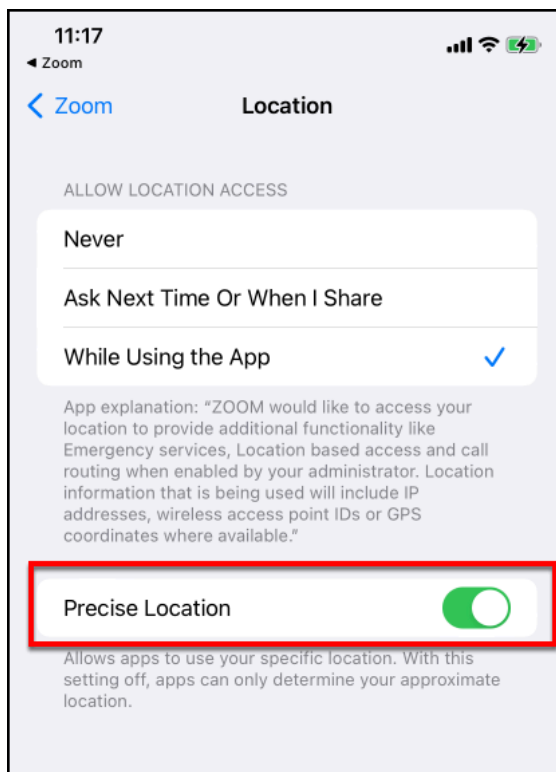 11:17
◀ Zoom
Zoom
Location
ALLOW LOCATION ACCESS
Never
Ask Next Time Or When I Share
While Using the App
App explanation: “ZOOM would like to access your
location to provide additional functionality like
Emergency services, Location based access and call
routing when enabled by your administrator. Location
information that is being used will include IP
addresses, wireless access point IDs or GPS
coordinates where available.”
Precise Location
Allows apps to use your specific location. With this
setting off, apps can only determine your approximate
location.